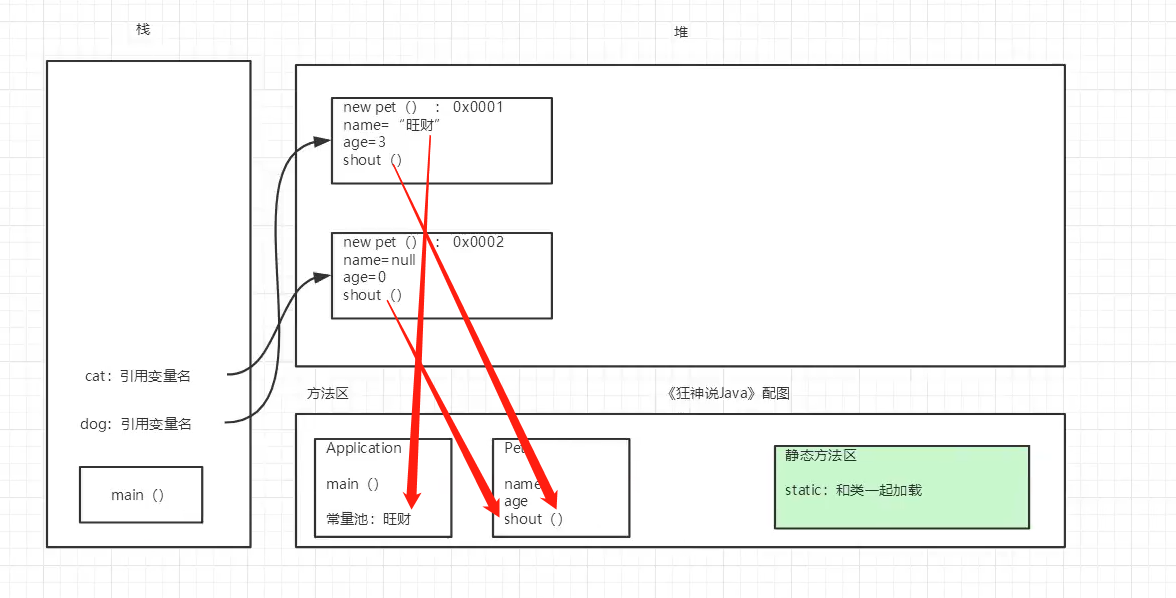 栈
堆
new pet（） ： 0x0001
name= “旺财”
age=3
shout（）
new pet（） ： 0x0002
name=null
age=0
shout（）
cat：引用变量名
dog：引用变量名
main（）
方法区
《狂神说Java》配图
Application
main（）
常量池：旺财
Pet
name
age
shout（）
静态方法区
static：和类一起加载